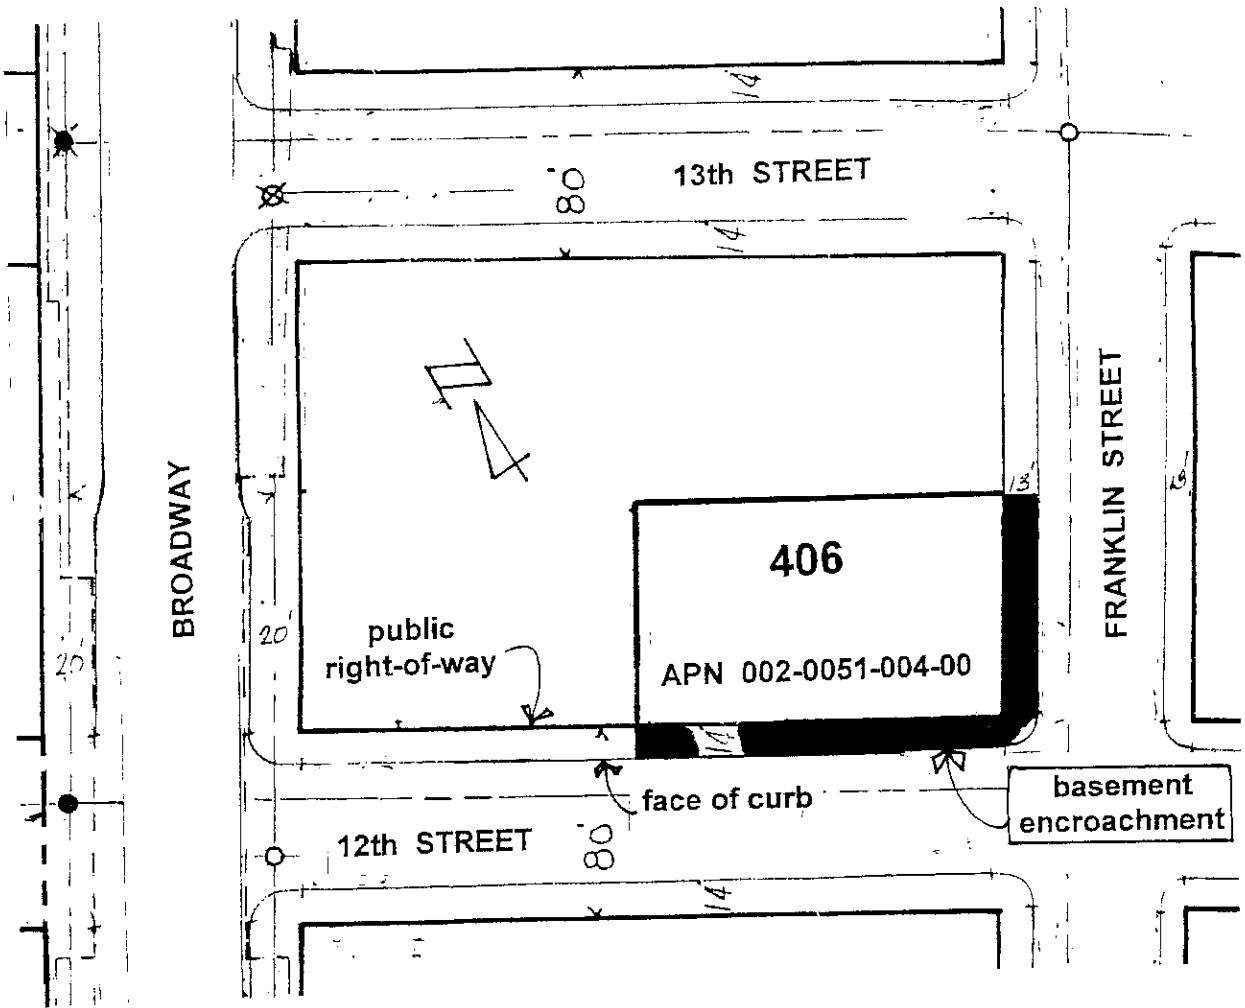 14'
13th STREET
80'
14'
N
BROADWAY
FRANKLIN STREET
13'
13'
406
20'
20'
public
right-of-way
APN 002-0051-004-00
14'
face of curb
basement
encroachment
12th STREET
80'
14'